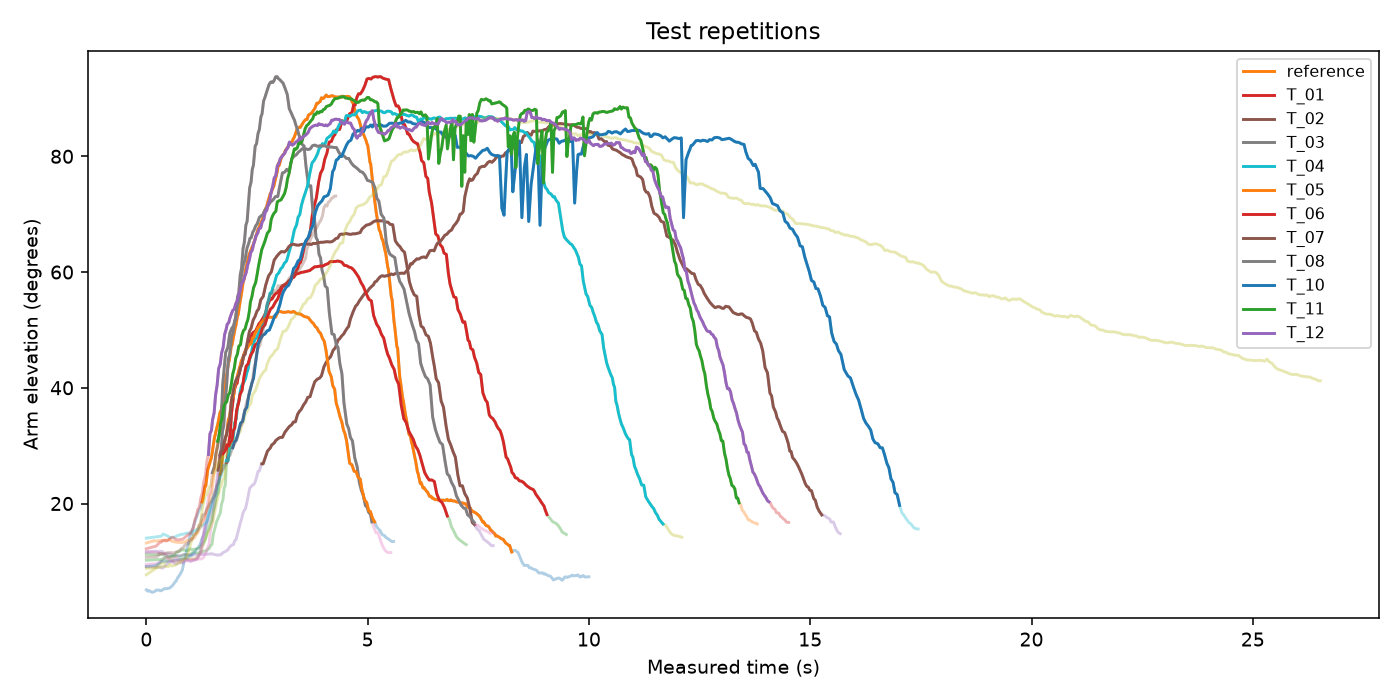 Test repetitions
Arm elevation (degrees)
80
60
40
20
0
5
10
15
20
25
Measured time (s)
reference
T_01
T_02
T_03
T_04
T_05
T_06
T_07
T_08
T_10
T_11
T_12